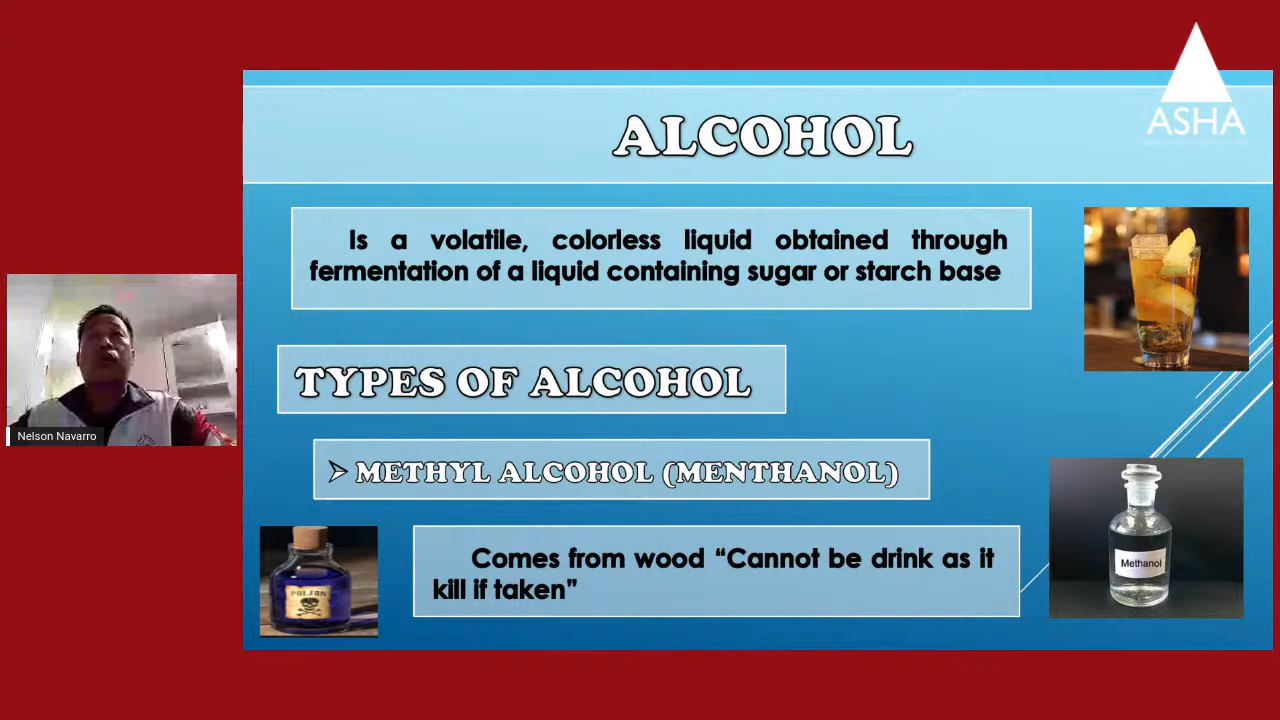 ASHA
ALCOHOL
Is a volatile, colorless liquid obtained through
fermentation of a liquid containing sugar or starch base
TYPES OF ALCOHOL
➢ METHYL ALCOHOL (MENTHANOL)
Nelson Navarro
Comes from wood “Cannot be drink as it
kill if taken”
POISON
Methanol